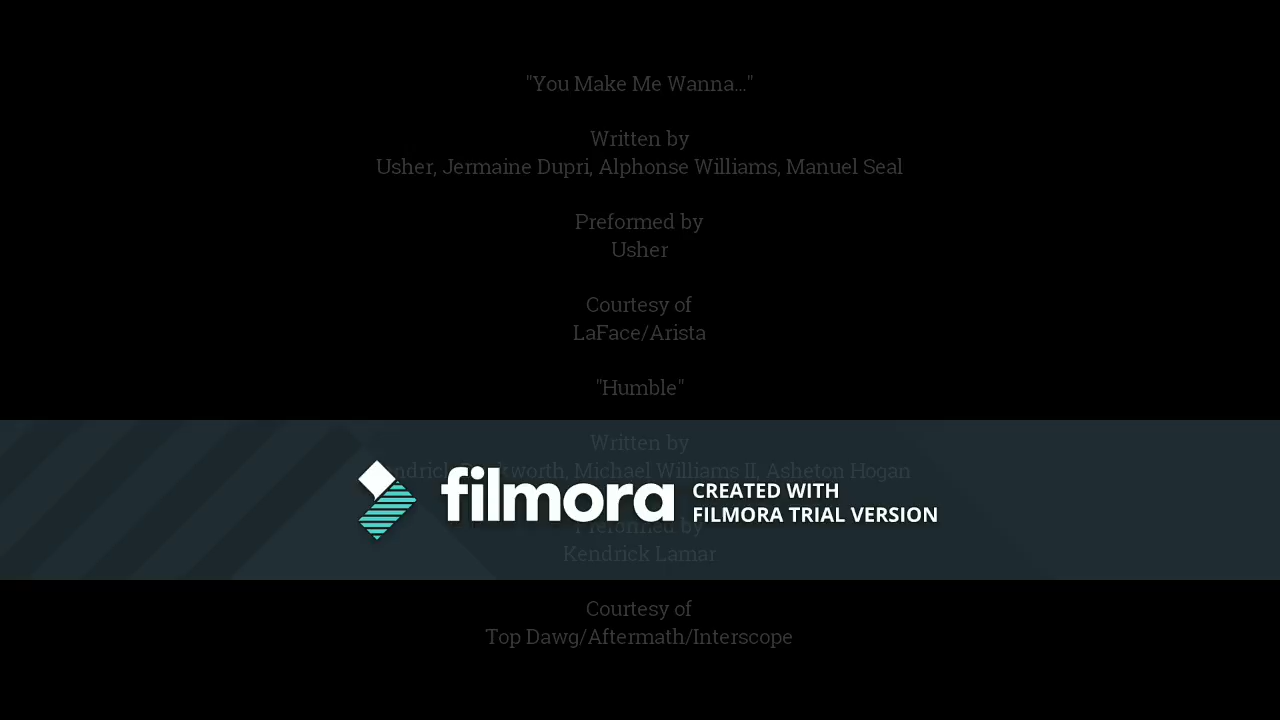 "You Make Me Wanna..."
Written by
Usher, Jermaine Dupri, Alphonse Williams, Manuel Seal
Preformed by
Usher
Courtesy of
LaFace/Arista
"Humble"
Written by
Michael Williams II, Asheton Hogan
filmora
CREATED WITH
FILMORA TRIAL VERSION
Preformed by
Kendrick Lamar
Courtesy of
Top Dawg/Aftermath/Interscope